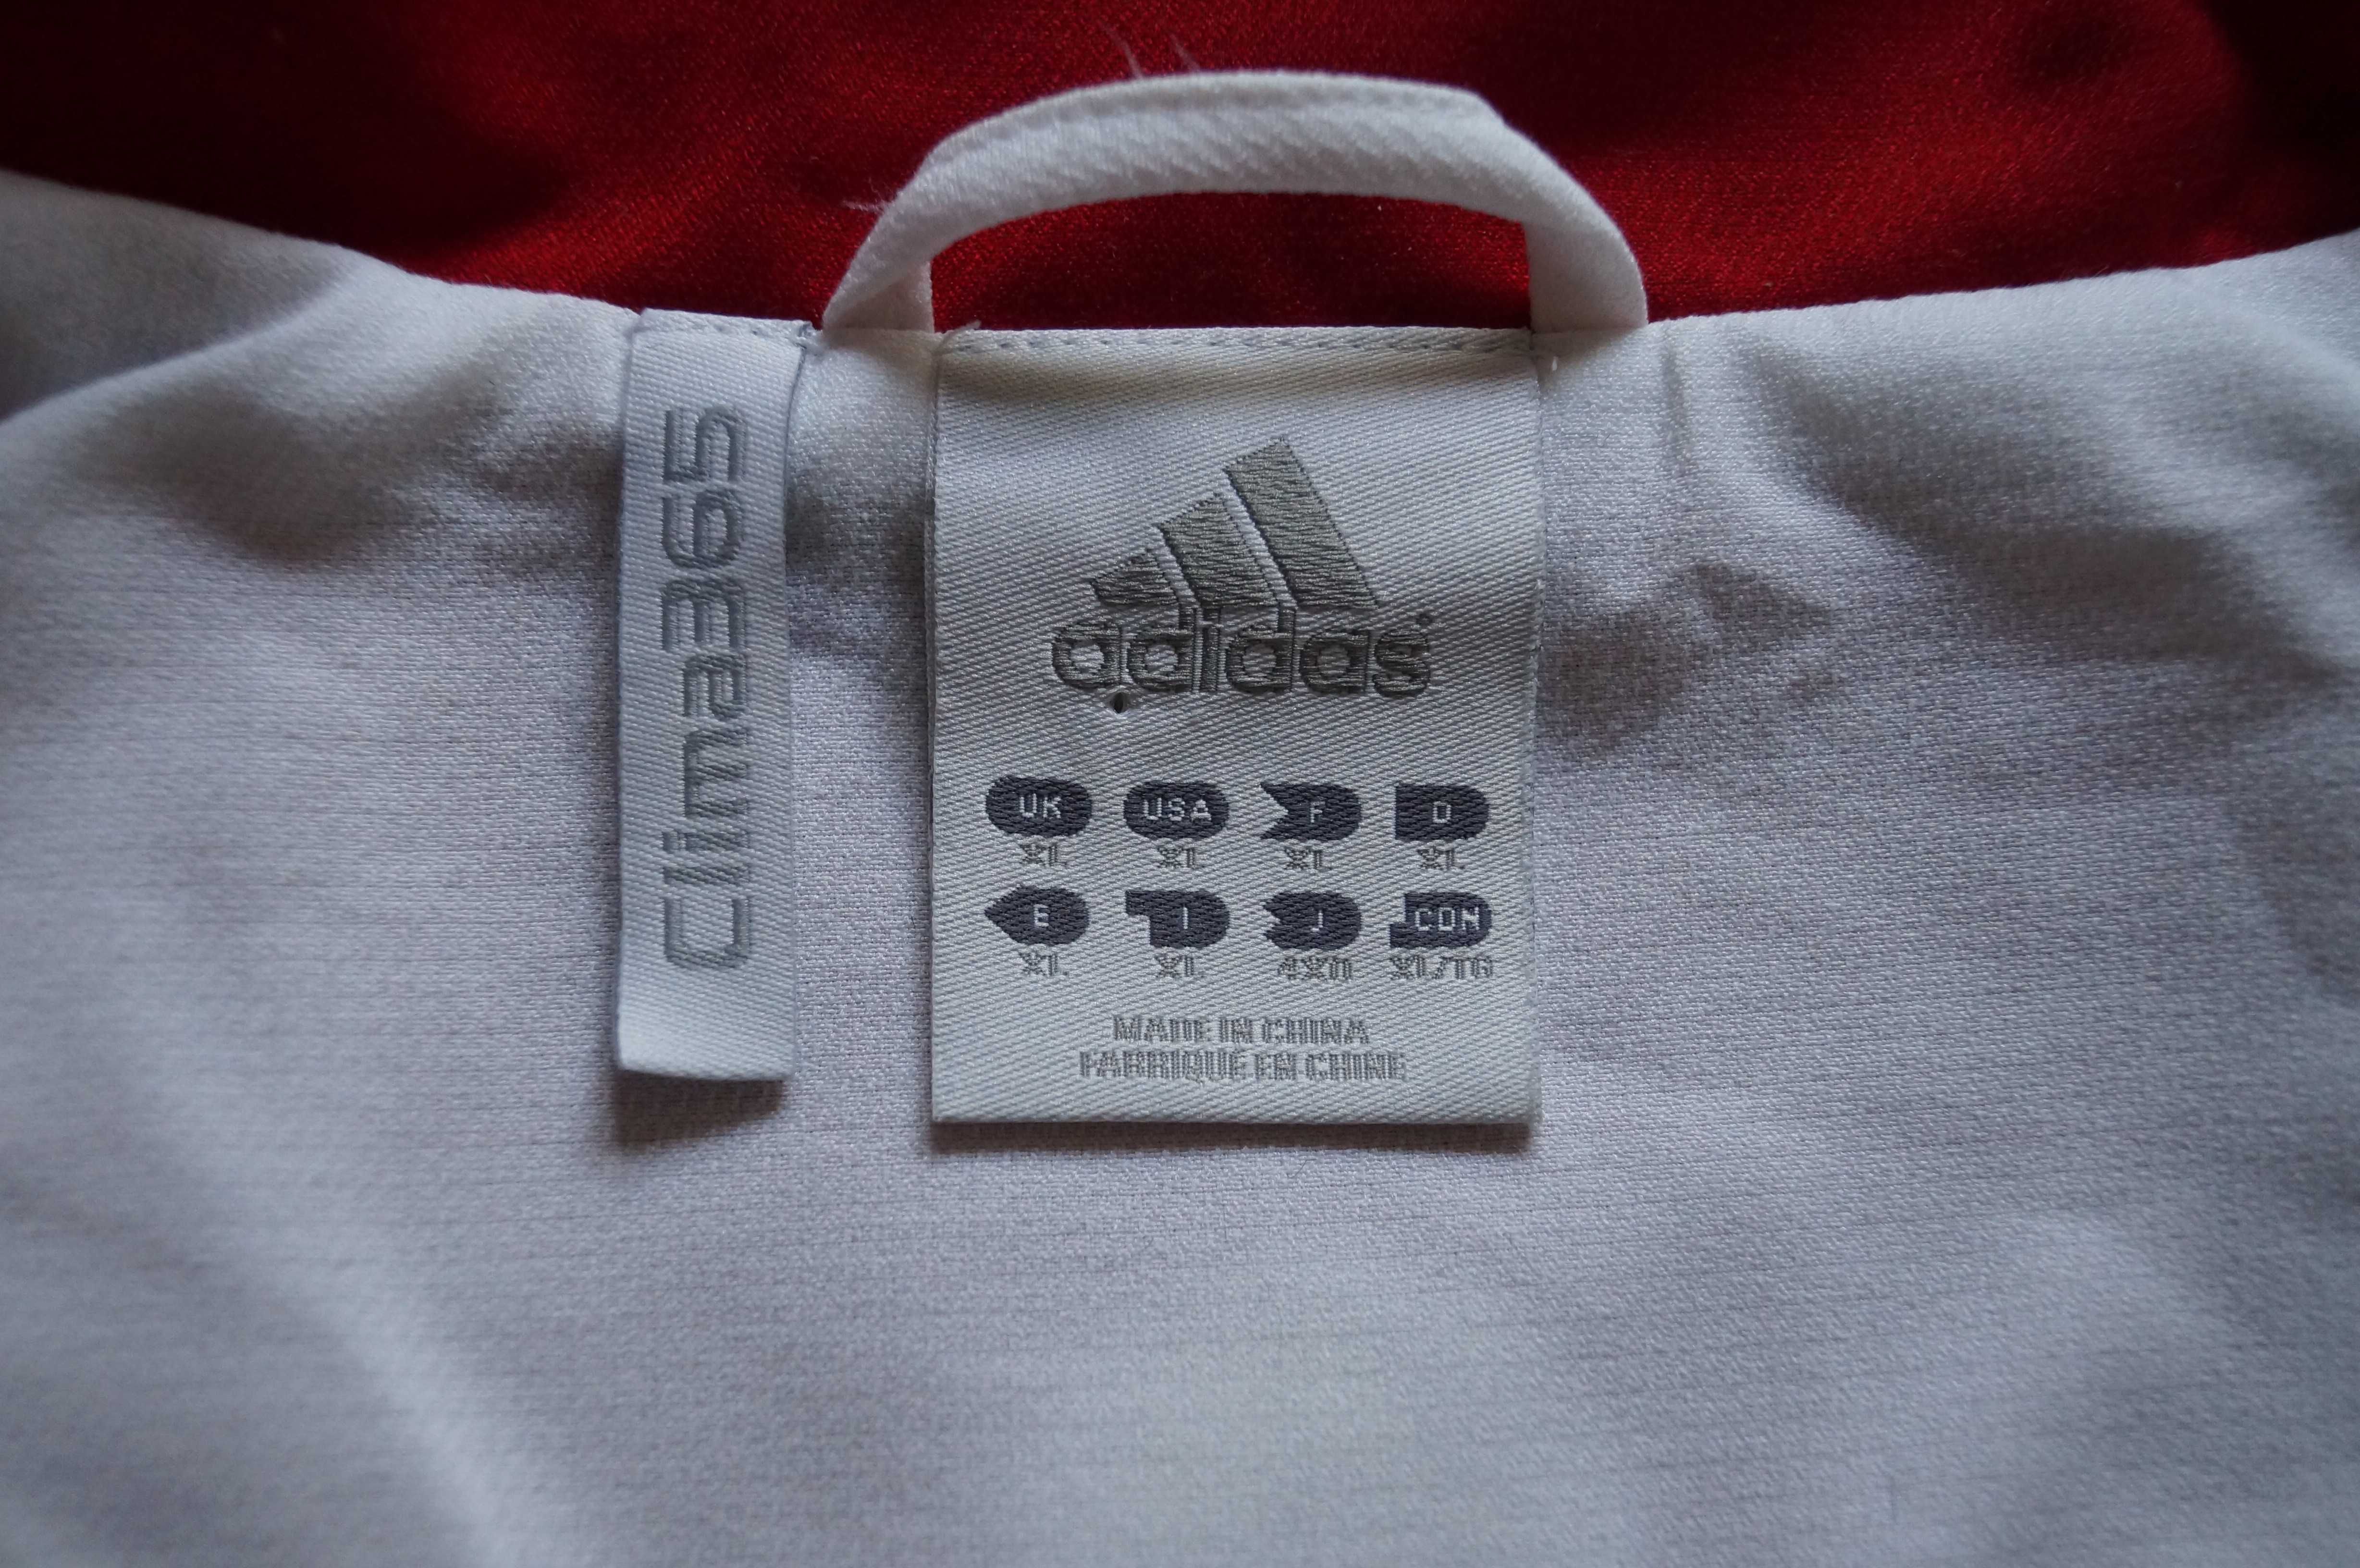 Clima365
adidas®
UK USA F D
XL XL XL XL
E I J CDN
XL XL 4XO XL/TG
MADE IN CHINA
FABRIQUÉ EN CHINE